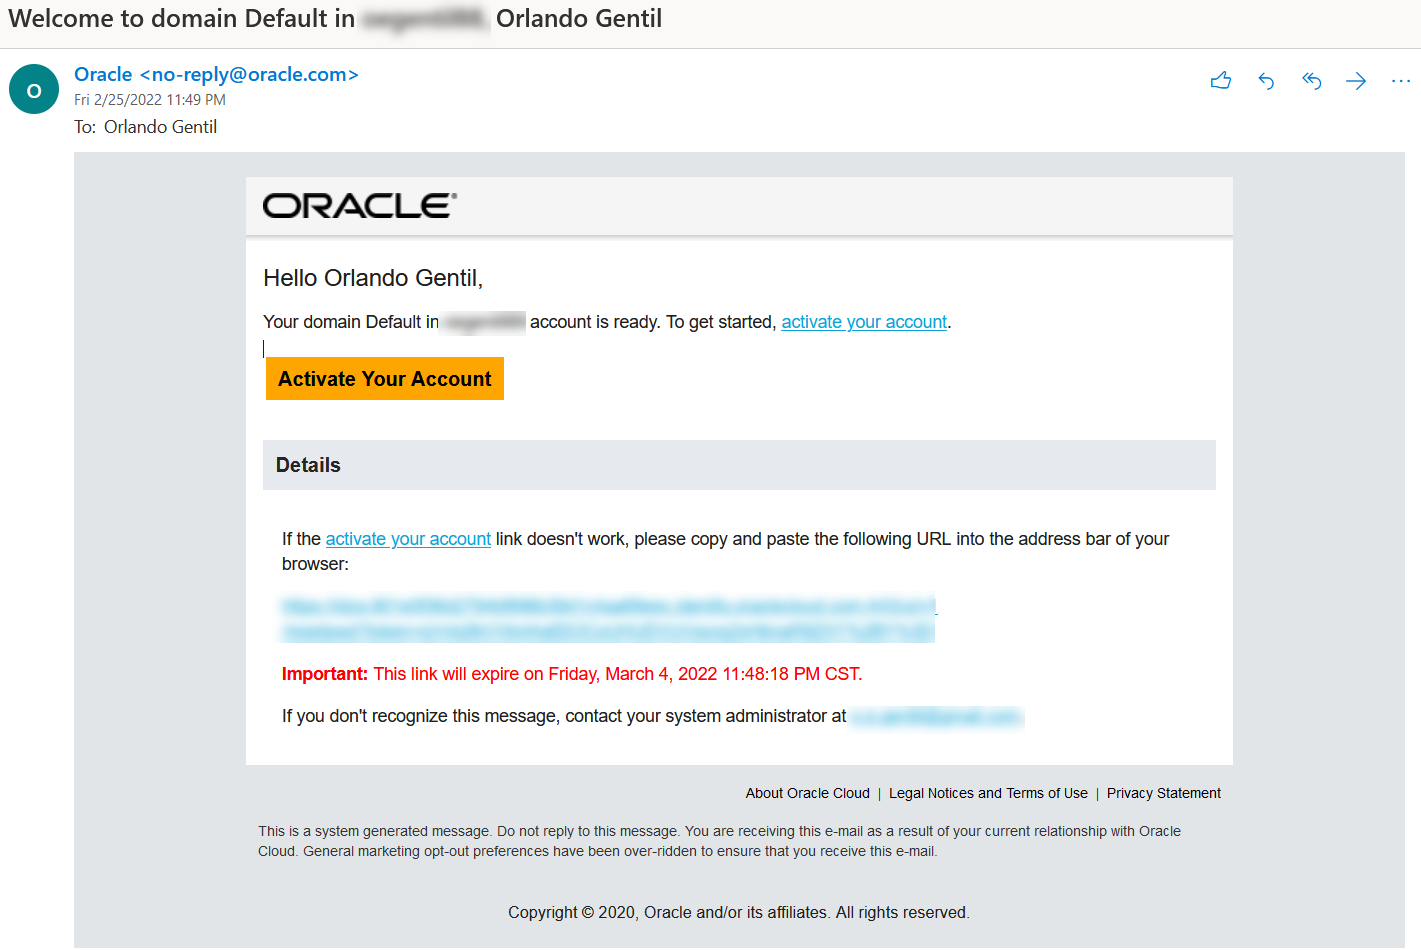 Welcome to domain Default in Orlando Gentil
O
Oracle <no-reply@oracle.com>
Fri 2/25/2022 11:49 PM
To: Orlando Gentil
ORACLE®
Hello Orlando Gentil,
Your domain Default in account is ready. To get started, activate your account.
Activate Your Account
Details
If the activate your account link doesn't work, please copy and paste the following URL into the address bar of your
browser:
Important: This link will expire on Friday, March 4, 2022 11:48:18 PM CST.
If you don't recognize this message, contact your system administrator at
About Oracle Cloud | Legal Notices and Terms of Use | Privacy Statement
This is a system generated message. Do not reply to this message. You are receiving this e-mail as a result of your current relationship with Oracle
Cloud. General marketing opt-out preferences have been over-ridden to ensure that you receive this e-mail.
Copyright © 2020, Oracle and/or its affiliates. All rights reserved.